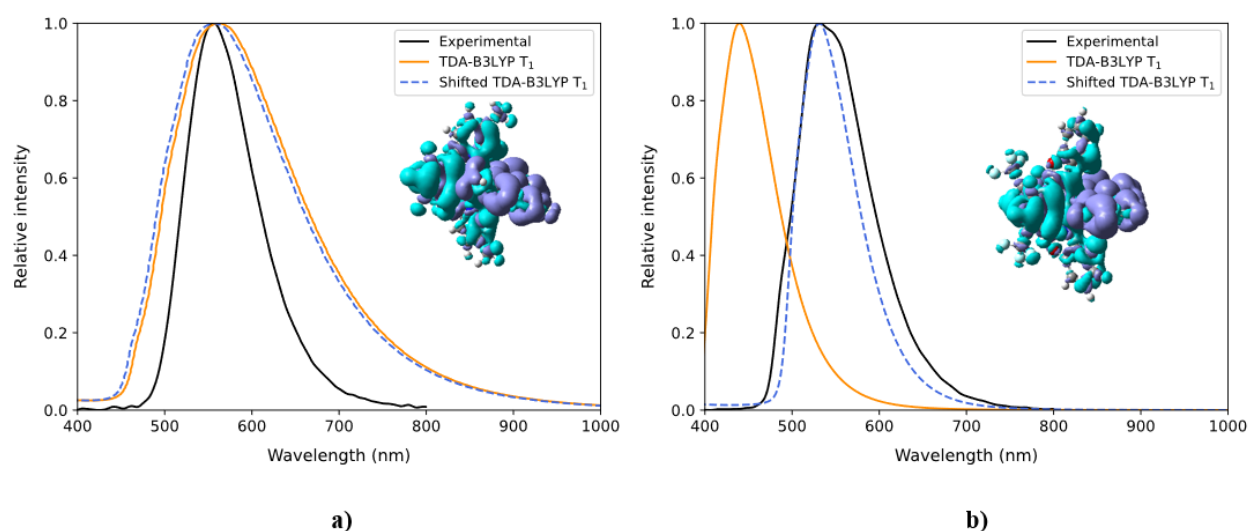 1.0
0.8
0.6
0.4
0.2
0.0
Relative intensity
400 500 600 700 800 900 1000
Wavelength (nm)
Experimental
TDA-B3LYP T₁
Shifted TDA-B3LYP T₁
a)
1.0
0.8
0.6
0.4
0.2
0.0
Relative intensity
400 500 600 700 800 900 1000
Wavelength (nm)
Experimental
TDA-B3LYP T₁
Shifted TDA-B3LYP T₁
b)